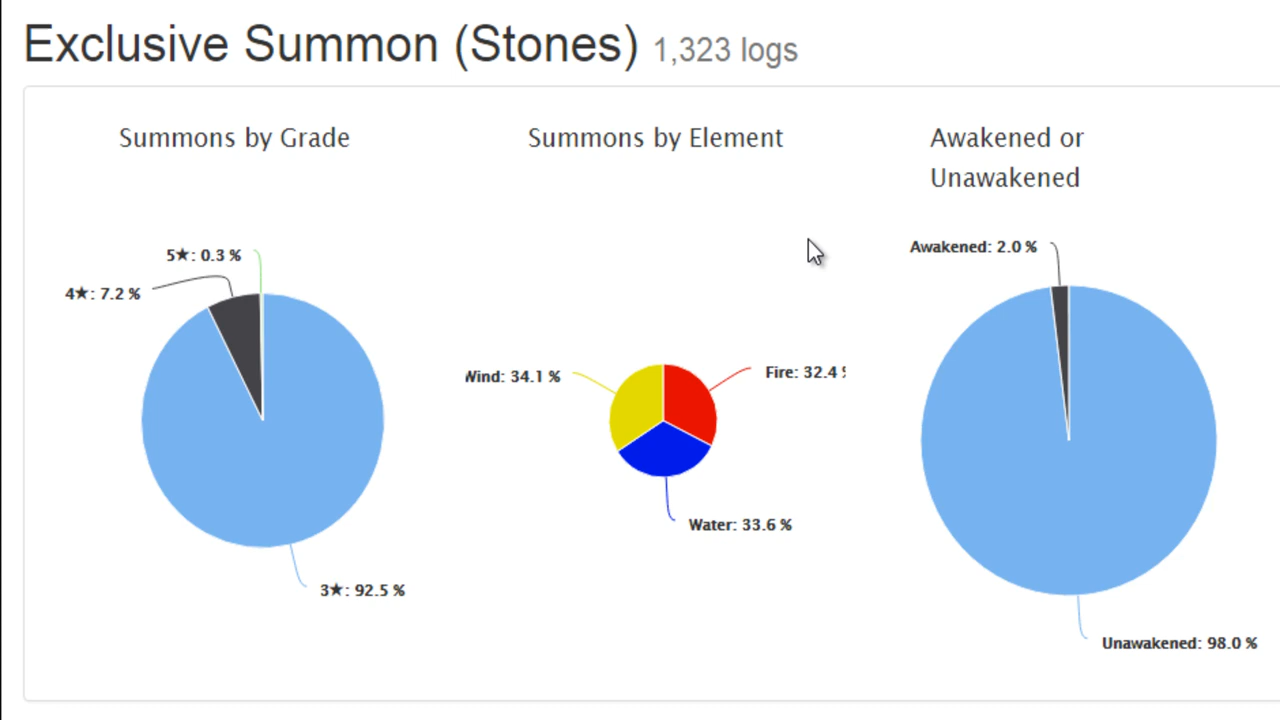 Exclusive Summon (Stones) 1,323 logs
Summons by Grade
5★: 0.3 %
4★: 7.2 %
3★: 92.5 %
Summons by Element
Wind: 34.1 %
Fire: 32.4
Water: 33.6 %
Awakened or
Unawakened
Awakened: 2.0 %
Unawakened: 98.0 %